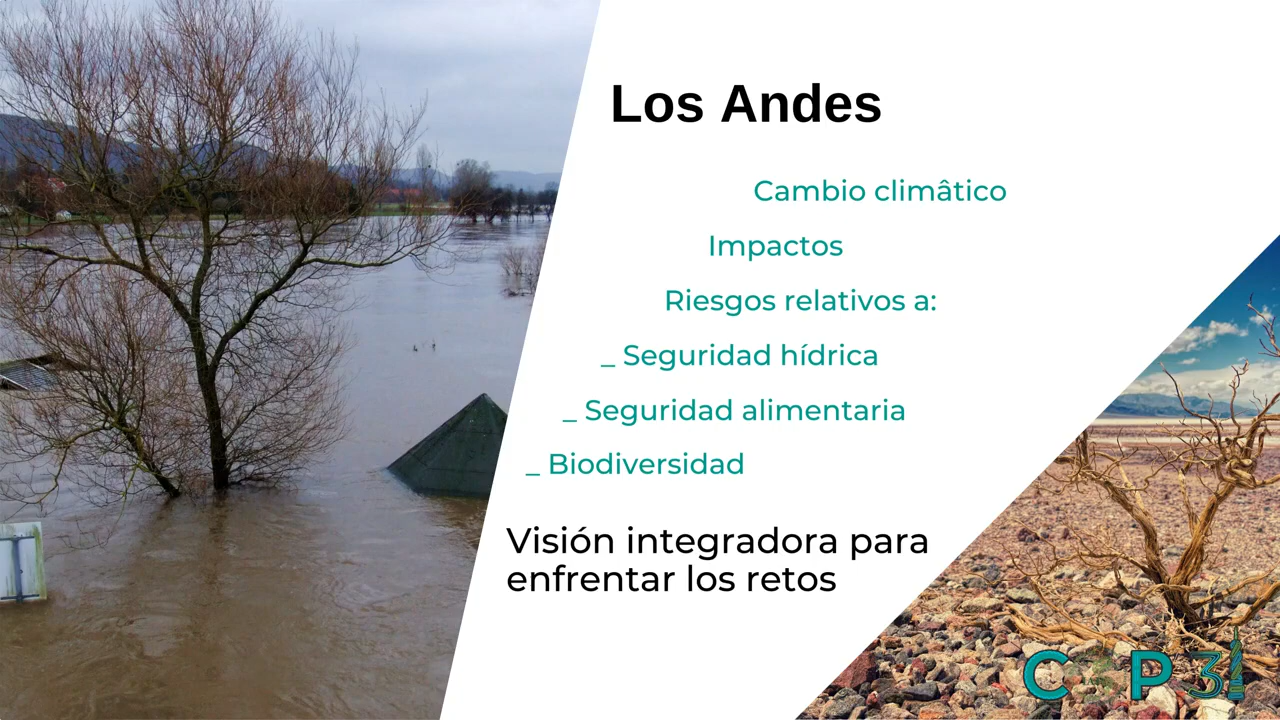 Los Andes
Cambio climâtico
Impactos
Riesgos relativos a:
_ Seguridad hídrica
_ Seguridad alimentaria
_ Biodiversidad
Visión integradora para
enfrentar los retos
COP31